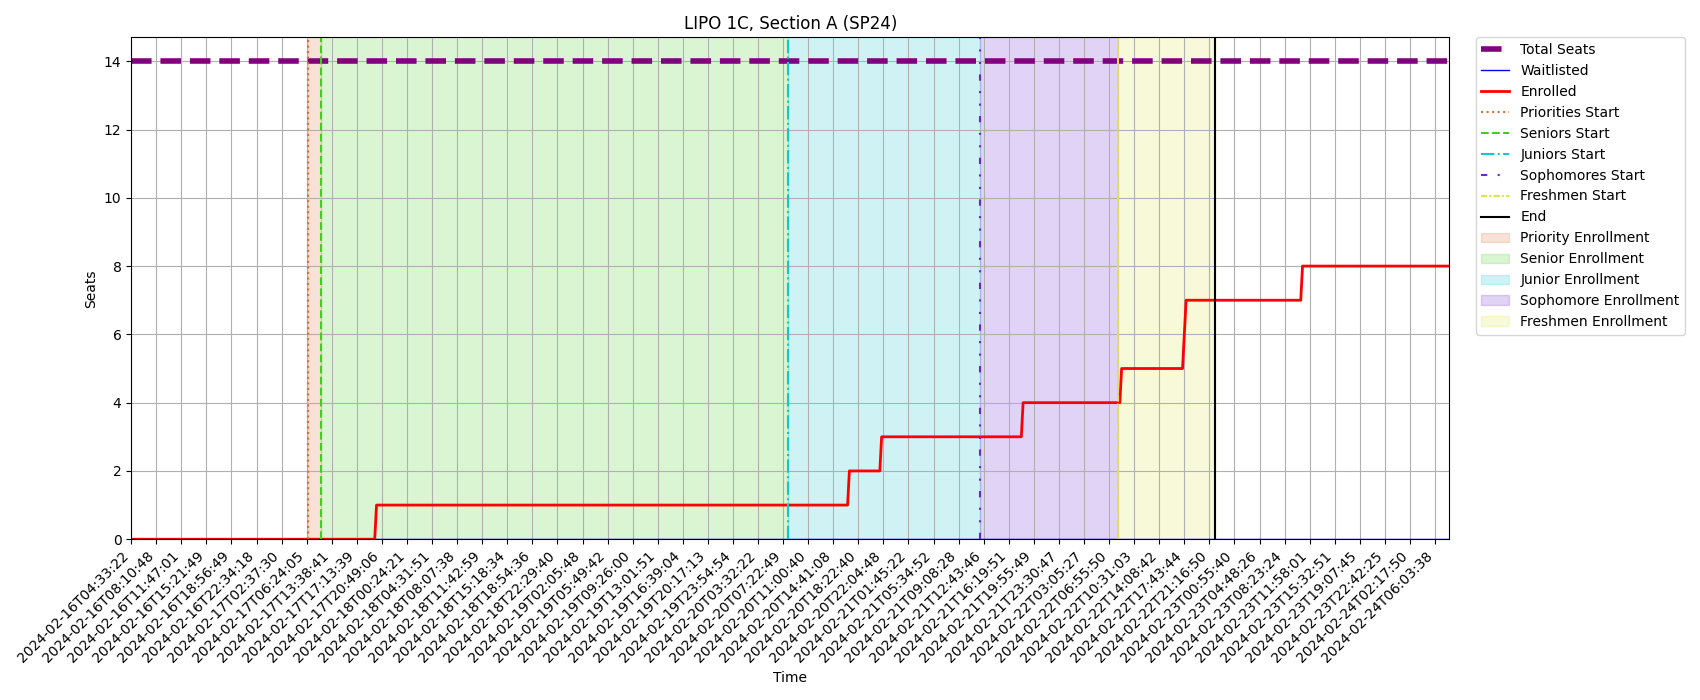 LIPO 1C, Section A (SP24)
14
12
10
8
6
4
2
0
Seats
2024-02-16T04:33:22
2024-02-16T08:10:48
2024-02-16T11:47:01
2024-02-16T15:21:49
2024-02-16T18:56:49
2024-02-16T22:34:18
2024-02-17T02:37:30
2024-02-17T06:24:05
2024-02-17T13:38:41
2024-02-17T17:13:39
2024-02-17T20:49:06
2024-02-18T00:24:21
2024-02-18T04:31:51
2024-02-18T08:07:38
2024-02-18T11:42:59
2024-02-18T15:18:34
2024-02-18T18:54:36
2024-02-18T22:29:40
2024-02-19T02:05:48
2024-02-19T05:49:42
2024-02-19T09:26:00
2024-02-19T13:01:51
2024-02-19T16:39:04
2024-02-19T20:17:13
2024-02-19T23:54:54
2024-02-20T03:32:22
2024-02-20T07:22:49
2024-02-20T11:00:40
2024-02-20T14:41:08
2024-02-20T18:22:40
2024-02-20T22:04:48
2024-02-21T01:45:22
2024-02-21T05:34:52
2024-02-21T09:08:28
2024-02-21T12:43:46
2024-02-21T16:19:51
2024-02-21T19:55:49
2024-02-21T23:30:47
2024-02-22T03:05:27
2024-02-22T06:55:50
2024-02-22T10:31:03
2024-02-22T14:08:42
2024-02-22T17:43:44
2024-02-22T21:16:50
2024-02-23T00:55:40
2024-02-23T04:48:26
2024-02-23T08:23:24
2024-02-23T11:58:01
2024-02-23T15:32:51
2024-02-23T19:07:45
2024-02-23T22:42:25
2024-02-24T02:17:50
2024-02-24T06:03:38
Time
Total Seats
Waitlisted
Enrolled
Priorities Start
Seniors Start
Juniors Start
Sophomores Start
Freshmen Start
End
Priority Enrollment
Senior Enrollment
Junior Enrollment
Sophomore Enrollment
Freshmen Enrollment